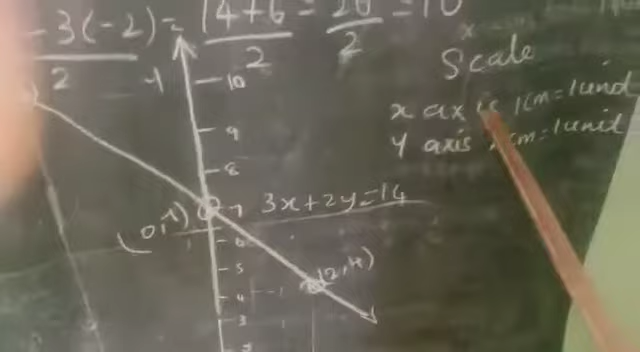 -3(-2) = 14+6 = 20 = 10
2 2 2
Scale
x axis 1cm=1unit
y axis 1cm=1unit
10
9
8
(0,7) 7 3x+2y=14
6
5 (2,4)
4
3